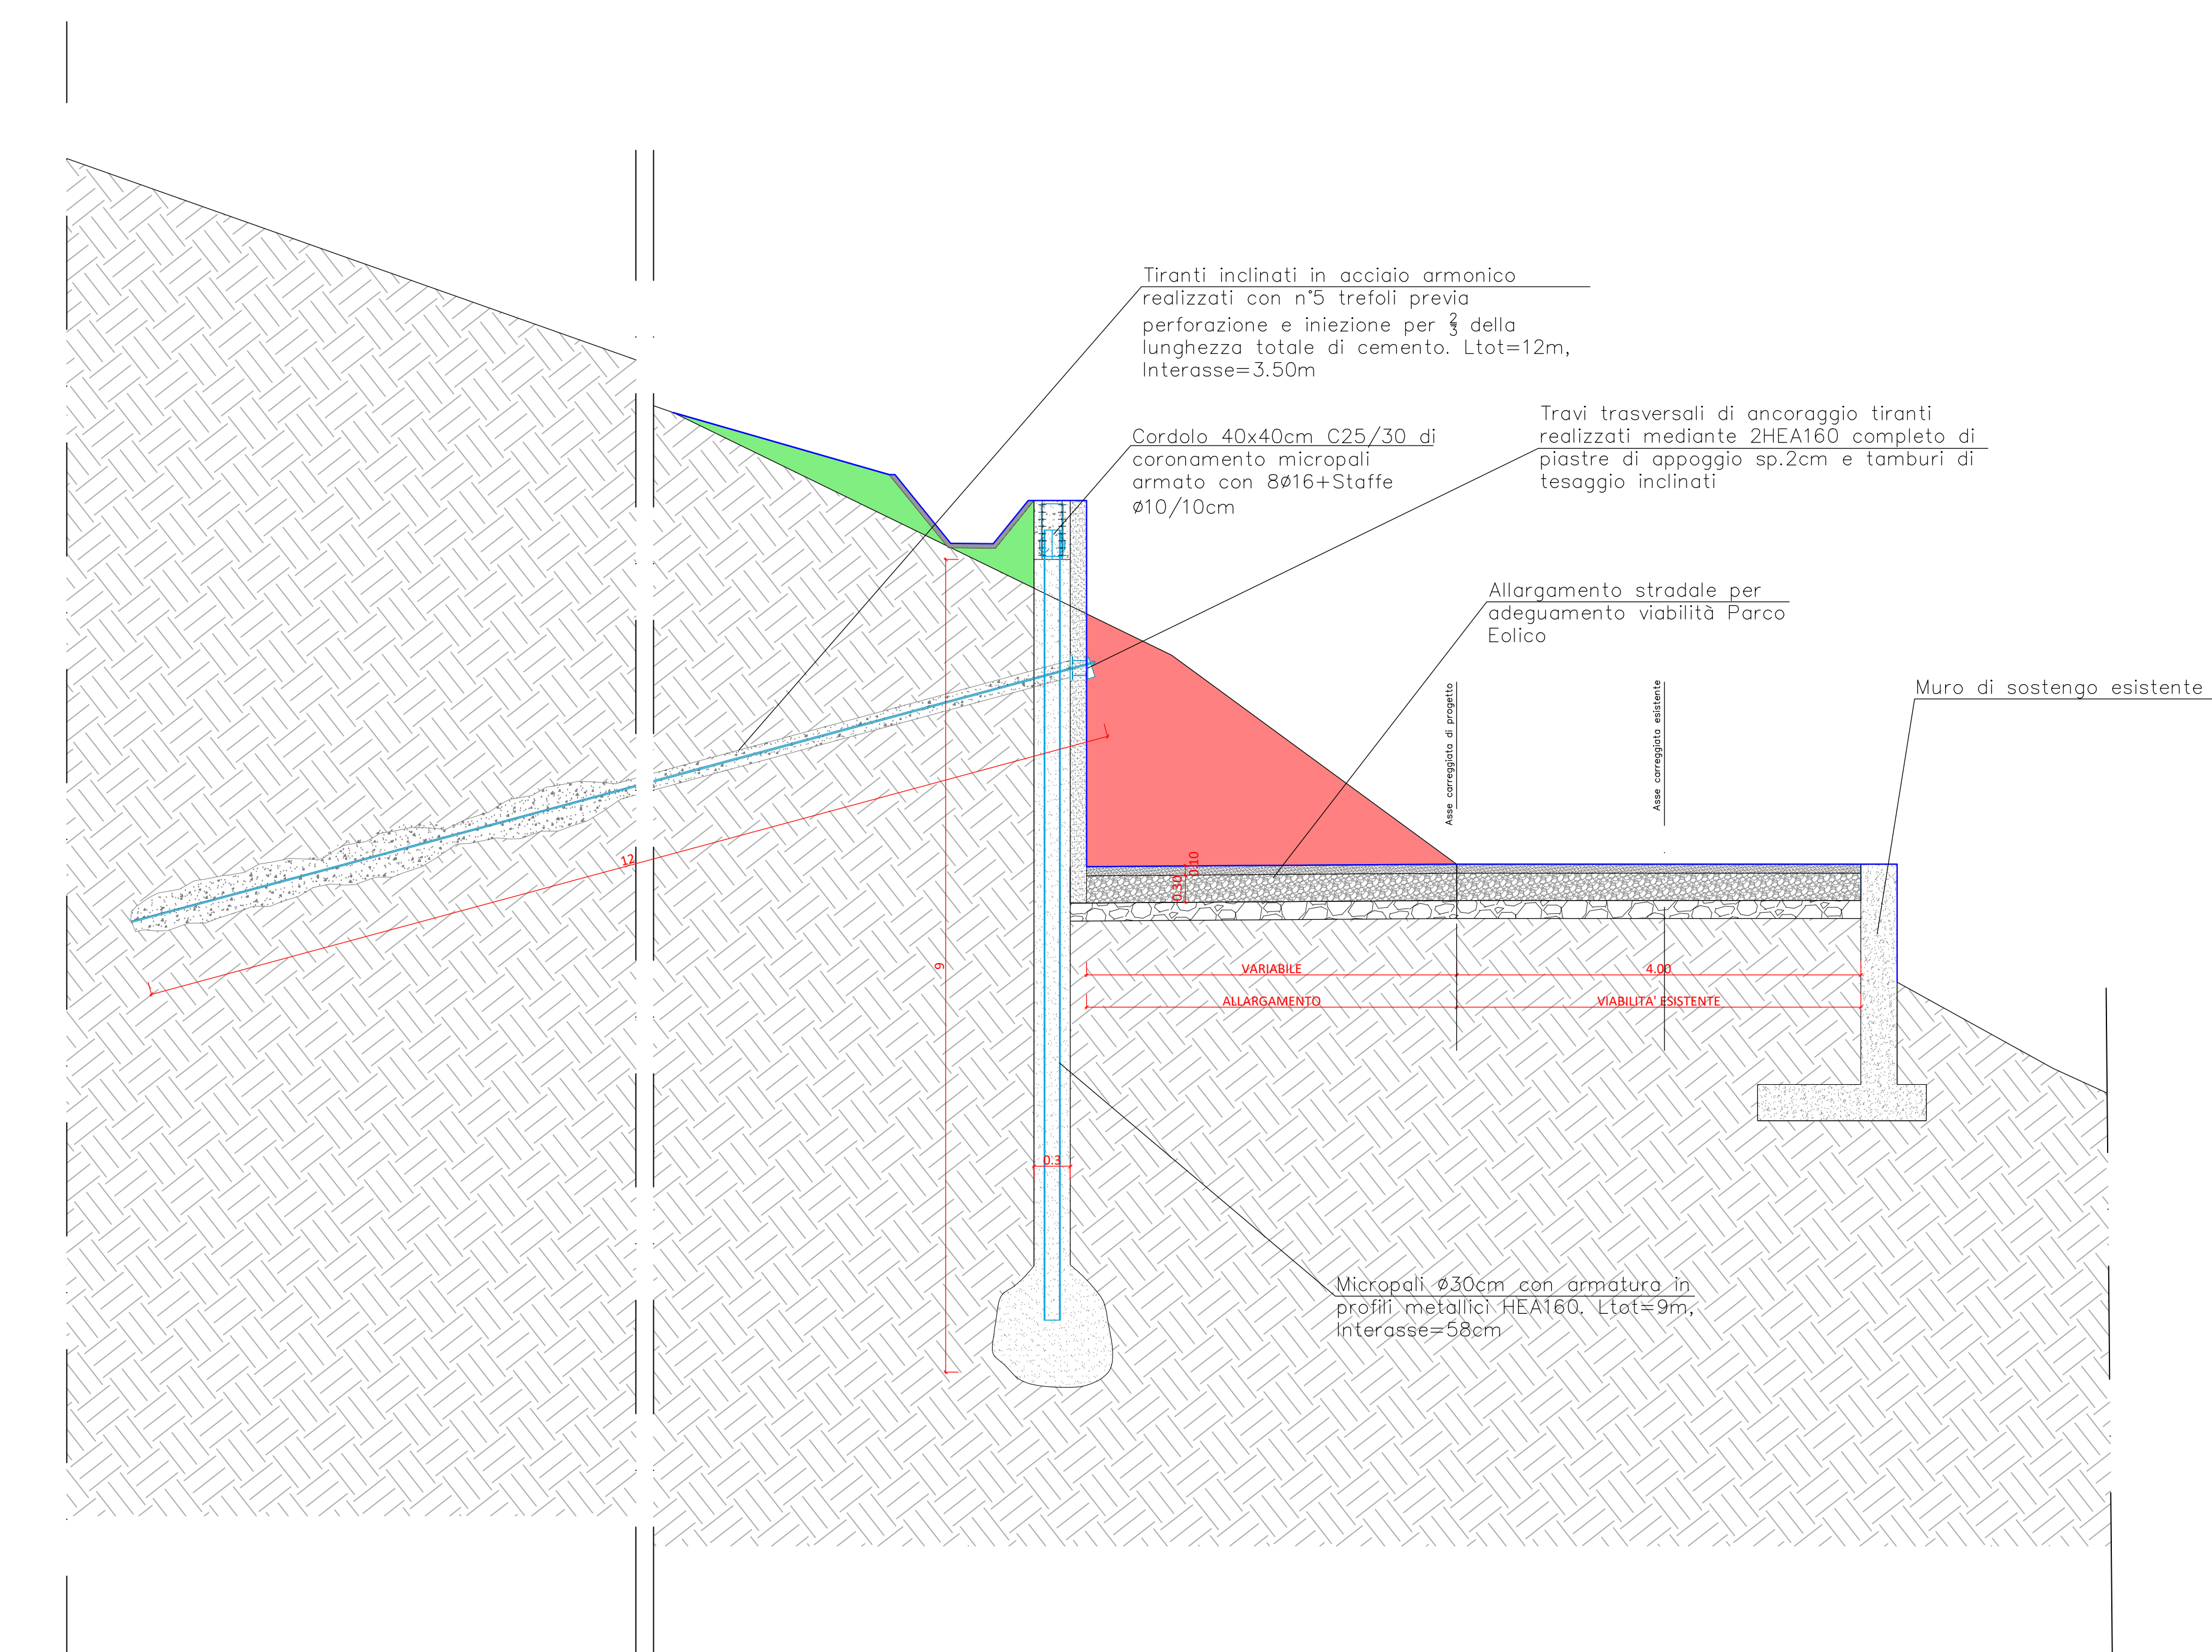 Tiranti inclinati in acciaio armonico
realizzati con n°5 trefoli previa
perforazione e iniezione per 2/3 della
lunghezza totale di cemento. Ltot=12m,
Interasse=3.50m
Cordolo 40x40cm C25/30 di
coronamento micropali
armato con 8ø16+Staffe
ø10/10cm
Travi trasversali di ancoraggio tiranti
realizzati mediante 2HEA160 completo di
piastre di appoggio sp.2cm e tamburi di
tesaggio inclinati
Allargamento stradale per
adeguamento viabilità Parco
Eolico
Muro di sostengo esistente
Asse carreggiata di progetto
Asse carreggiata esistente
12
0.10
0.30
9
VARIABILE
4.00
ALLARGAMENTO
VIABILITA' ESISTENTE
0.3
Micropali ø30cm con armatura in
profili metallici HEA160. Ltot=9m,
Interasse=58cm